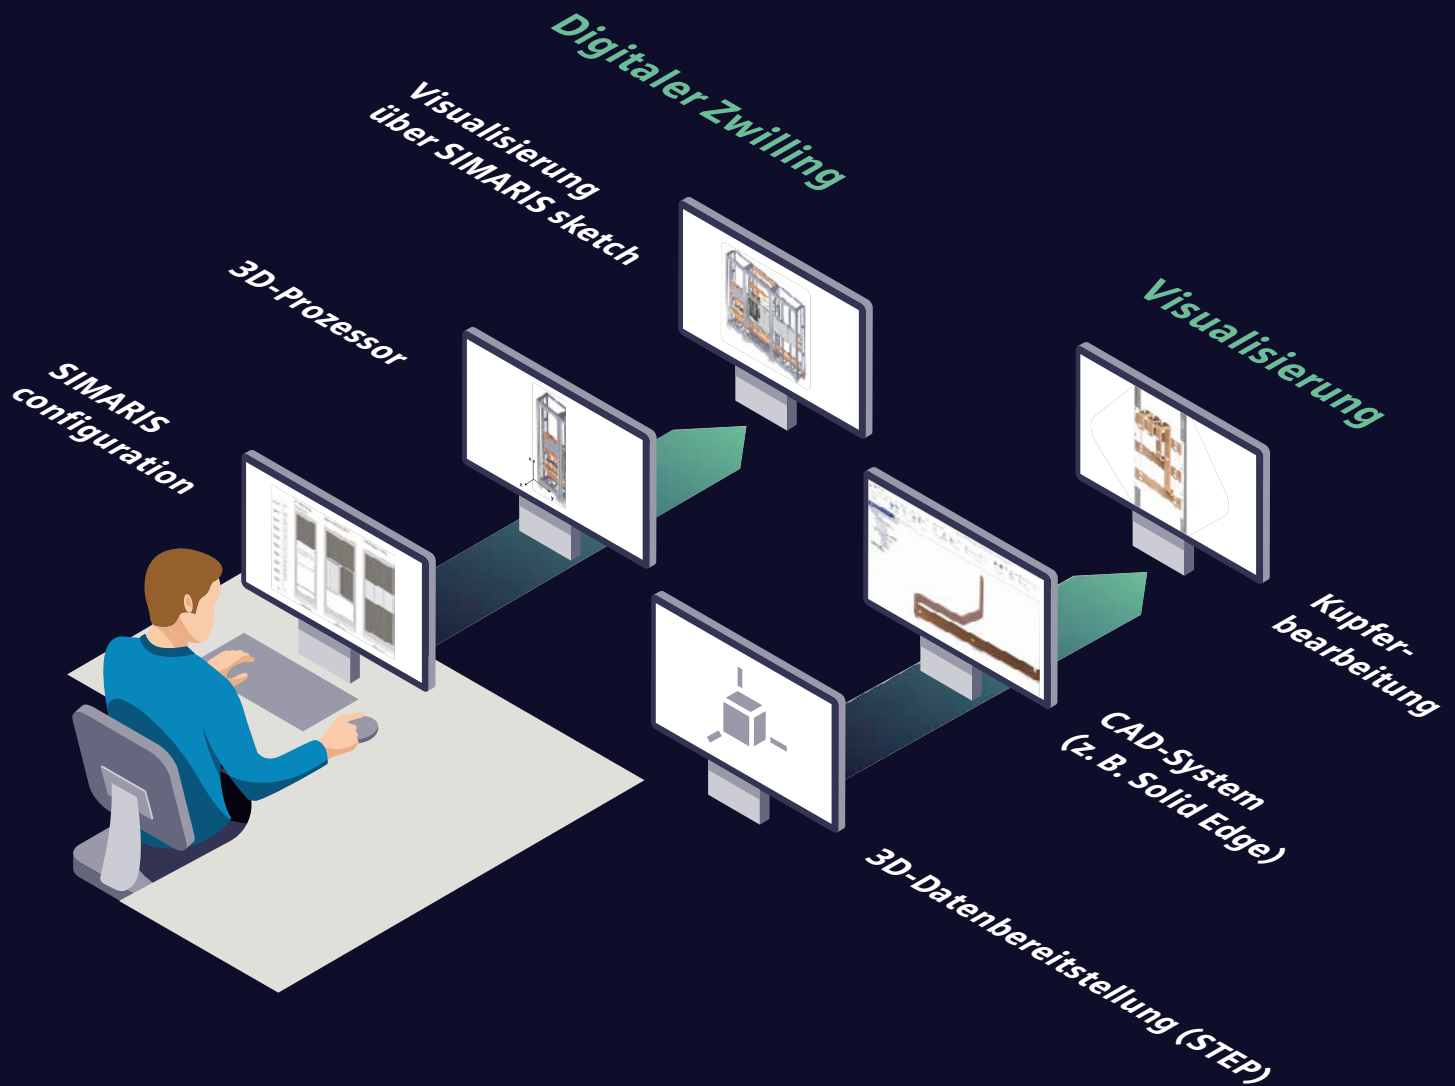 Digitaler Zwilling
Visualisierung
über SIMARIS sketch
3D-Prozessor
SIMARIS
configuration
Visualisierung
Kupfer-
bearbeitung
CAD-System
(z. B. Solid Edge)
3D-Datenbereitstellung (STEP)